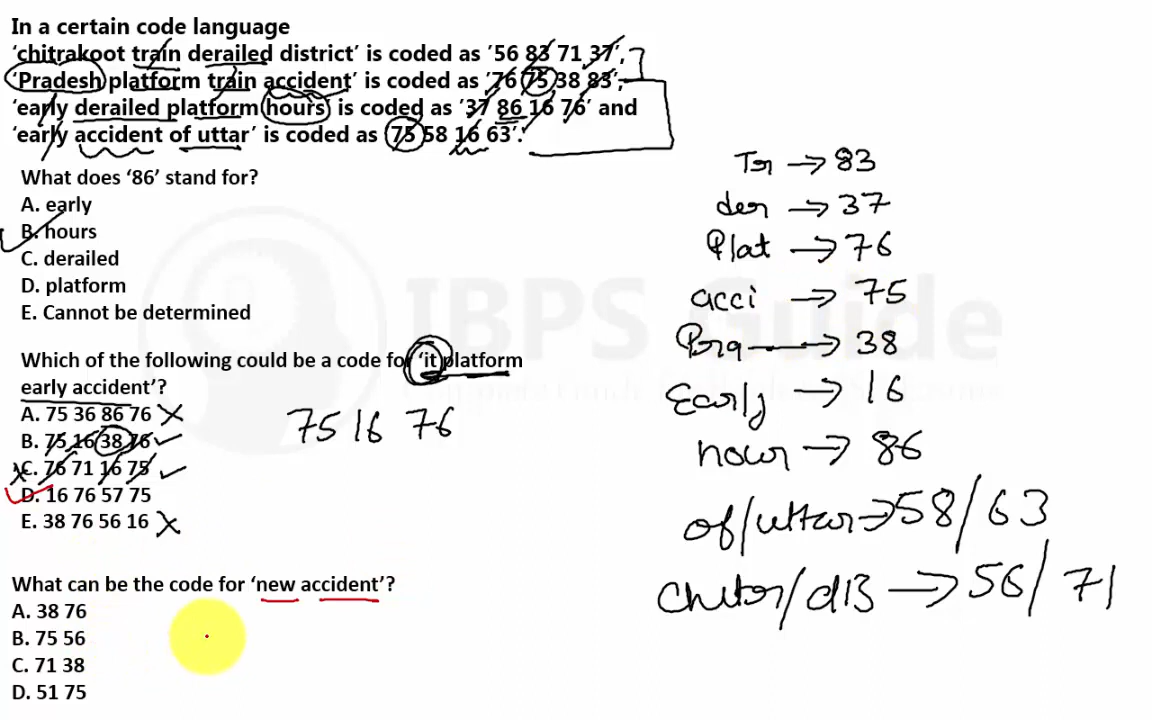 In a certain code language
‘chitrakoot train derailed district’ is coded as ’56 83 71 37’,
‘Pradesh platform train accident’ is coded as ’76 75 38 83’,
‘early derailed platform hours’ is coded as ’37 86 16 76’ and
‘early accident of uttar’ is coded as ‘75 58 16 63’.’
What does ‘86’ stand for?
A. early
B. hours
C. derailed
D. platform
E. Cannot be determined
Which of the following could be a code for ‘it platform
early accident’?
A. 75 36 86 76
B. 75 16 38 76
C. 76 71 16 75
D. 16 76 57 75
E. 38 76 56 16
75 16 76
What can be the code for ‘new accident’?
A. 38 76
B. 75 56
C. 71 38
D. 51 75
83
der → 37
Plat → 76
acci → 75
→ 38
Early → 16
hour → 86
of/uttar → 58/63
→ 56/71
IBPS Guide